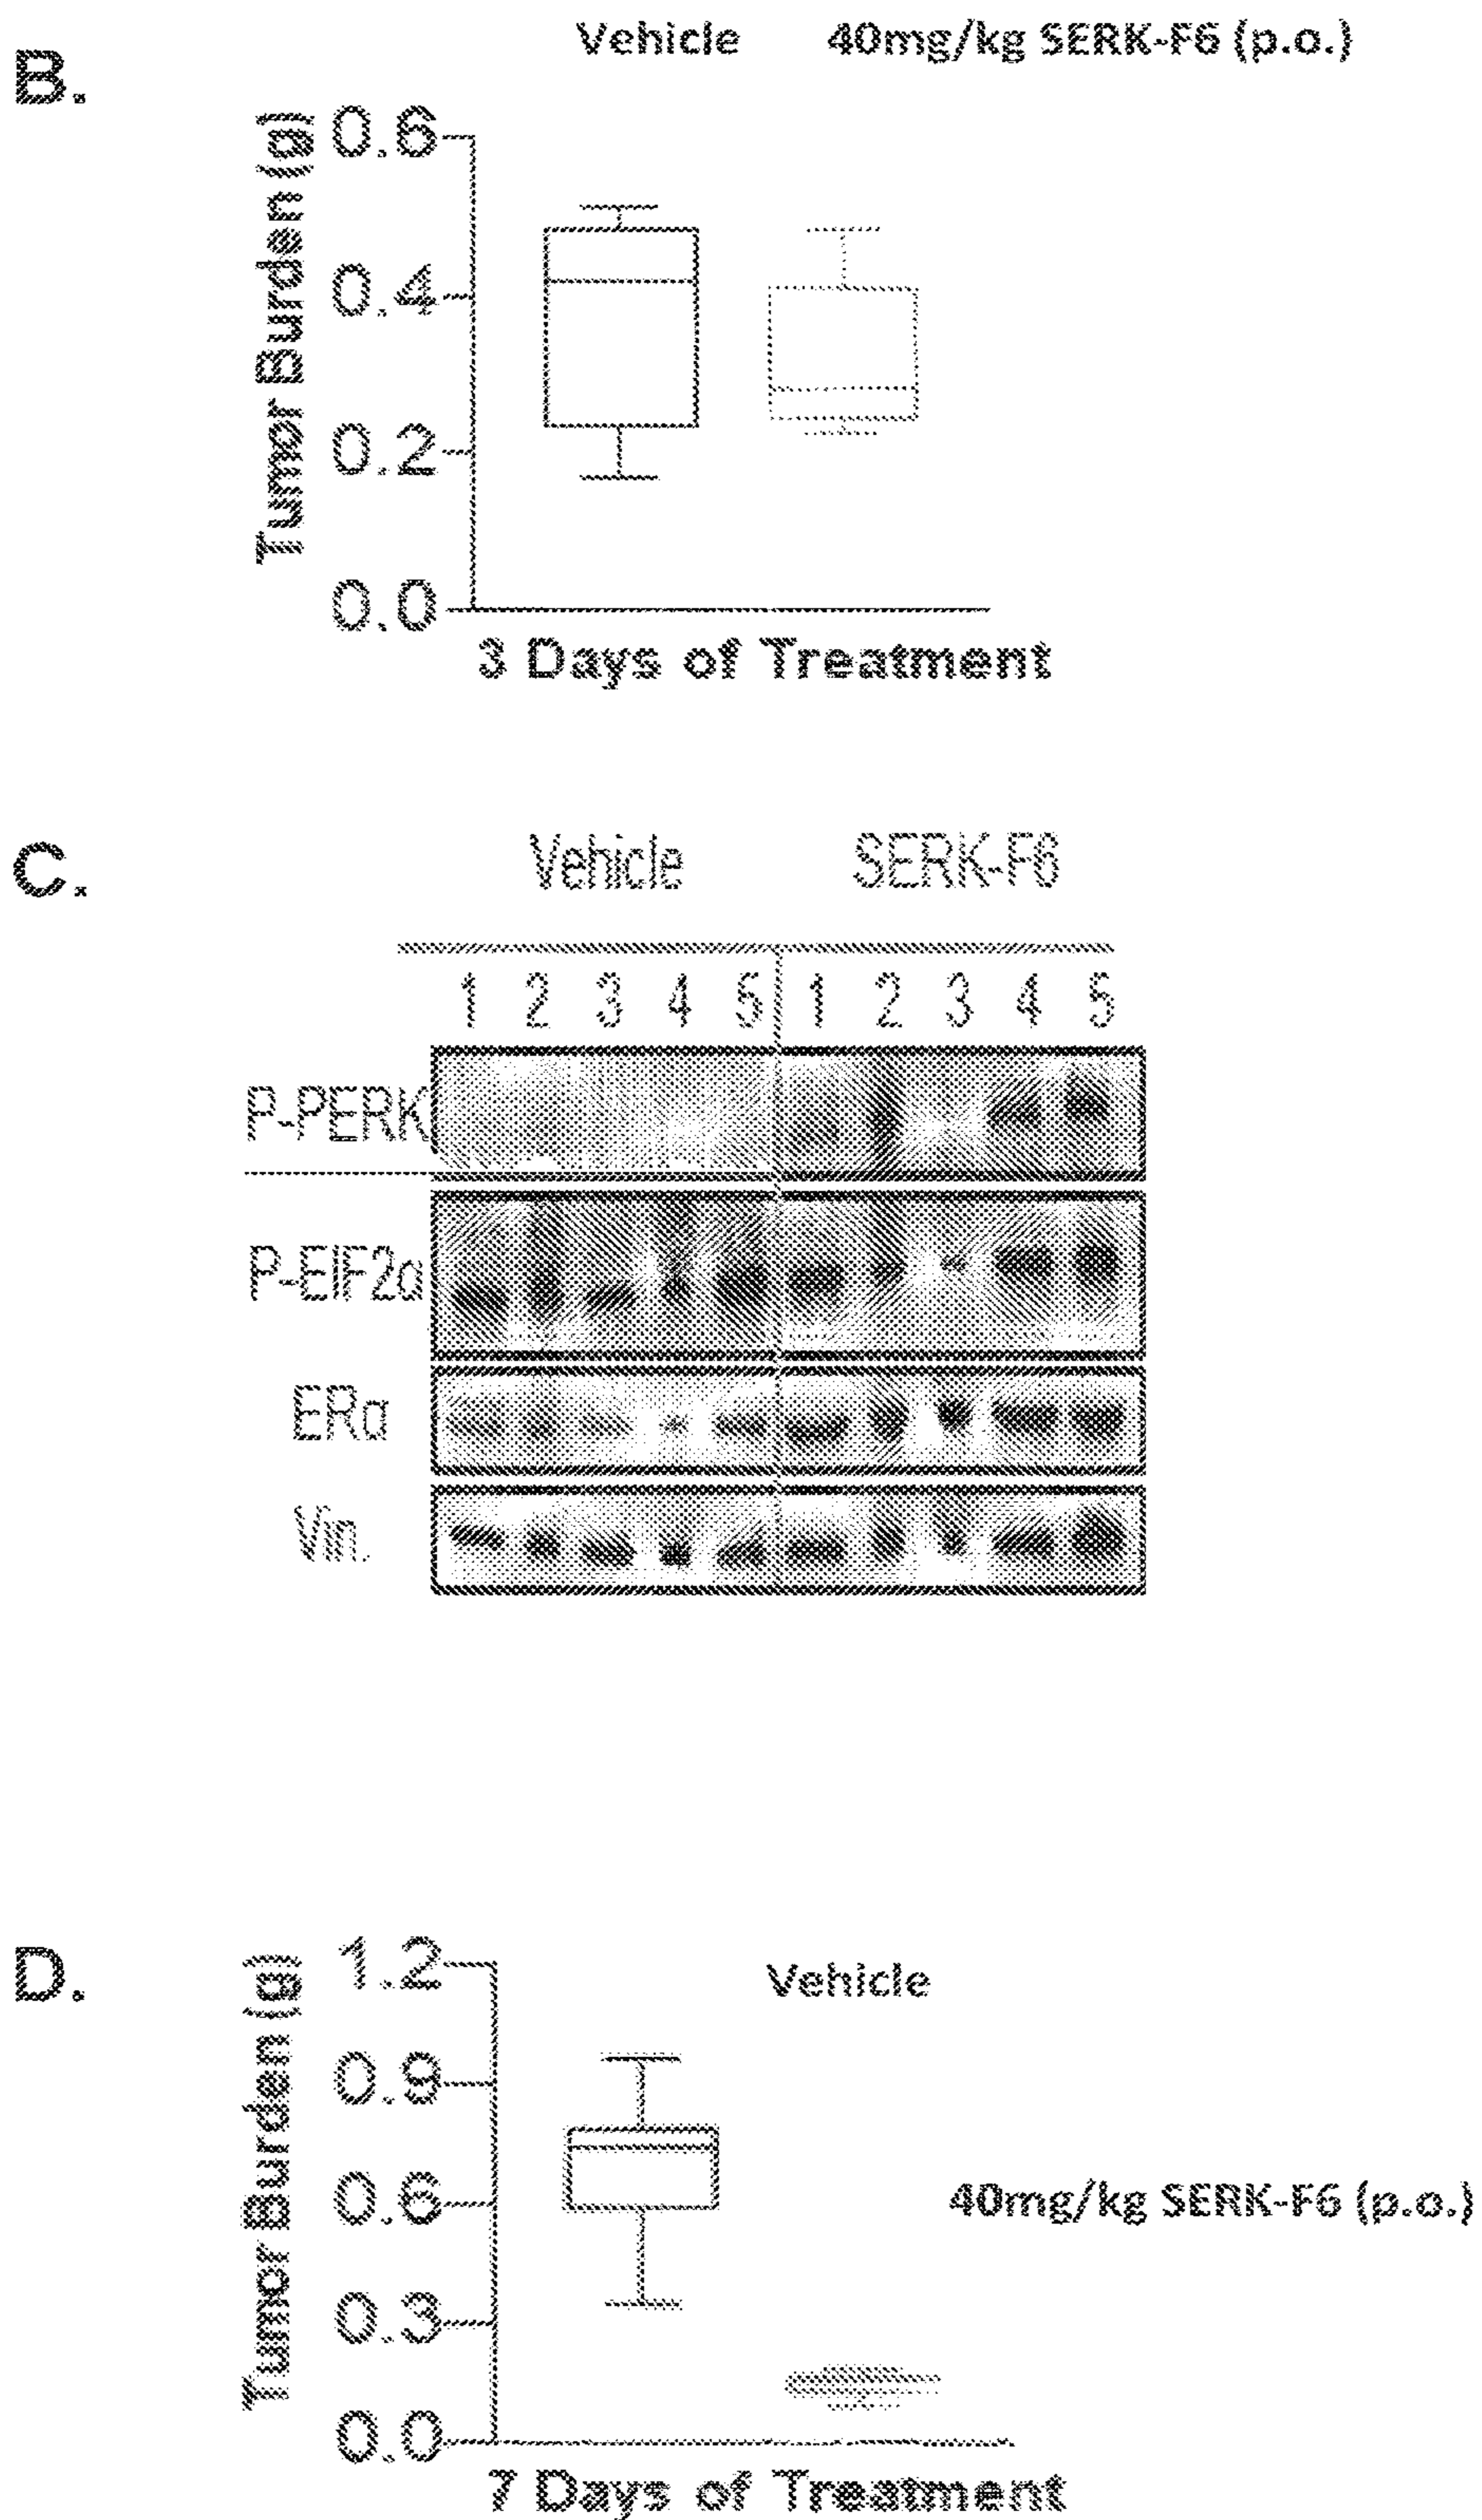 B.
Vehicle 40mg/kg SERK-F6 (p.o.)
Tumor Burden (g)
0.6
0.4
0.2
0.0
3 Days of Treatment
C.
Vehicle SERK-F6
1 2 3 4 5 1 2 3 4 5
P-PERK
P-EIF2α
ERα
Vin.
D.
Tumor Burden (g)
1.2
0.9
0.6
0.3
0.0
Vehicle
40mg/kg SERK-F6 (p.o.)
7 Days of Treatment